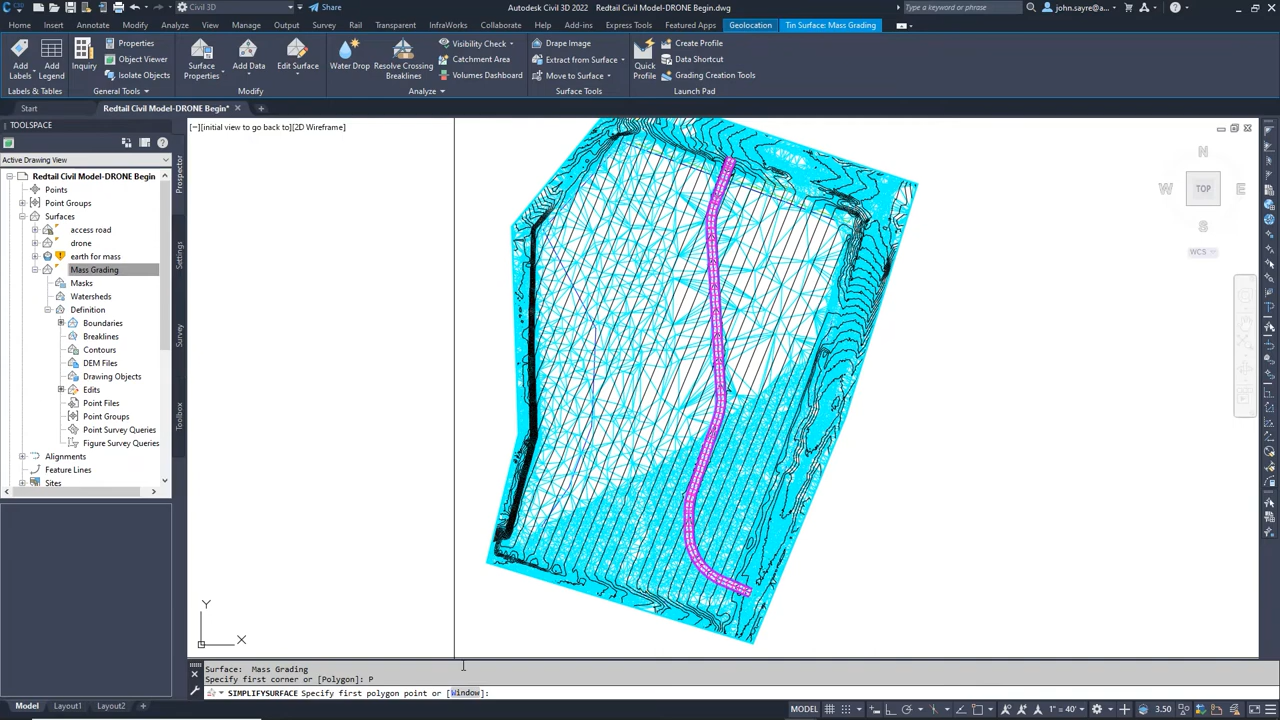 Civil 3D
Share
Autodesk Civil 3D 2022
Redtail Civil Model-DRONE Begin.dwg
Type a keyword or phrase
john.sayre@a...
Home
Insert
Annotate
Modify
Analyze
View
Manage
Output
Survey
Rail
Transparent
InfraWorks
Collaborate
Help
Add-ins
Express Tools
Featured Apps
Geolocation
Tin Surface: Mass Grading
Add Labels
Add Legend
Inquiry
Properties
Object Viewer
Isolate Objects
Surface Properties
Add Data
Edit Surface
Water Drop
Resolve Crossing Breaklines
Visibility Check
Catchment Area
Volumes Dashboard
Drape Image
Extract from Surface
Move to Surface
Quick Profile
Create Profile
Data Shortcut
Grading Creation Tools
Labels & Tables
General Tools
Modify
Analyze
Surface Tools
Launch Pad
Start
Redtail Civil Model-DRONE Begin*
TOOLSPACE
[−][initial view to go back to][2D Wireframe]
Active Drawing View
Prospector
Settings
Survey
Toolbox
Redtail Civil Model-DRONE Begin
Points
Point Groups
Surfaces
access road
drone
earth for mass
Mass Grading
Masks
Watersheds
Definition
Boundaries
Breaklines
Contours
DEM Files
Drawing Objects
Edits
Point Files
Point Groups
Point Survey Queries
Figure Survey Queries
Alignments
Feature Lines
Sites
N
W
TOP
E
S
WCS
Y
X
Surface: Mass Grading
Specify first corner or [Polygon]: P
SIMPLIFYSURFACE Specify first polygon point or [Window]:
Model
Layout1
Layout2
MODEL
1" = 40'
3.50